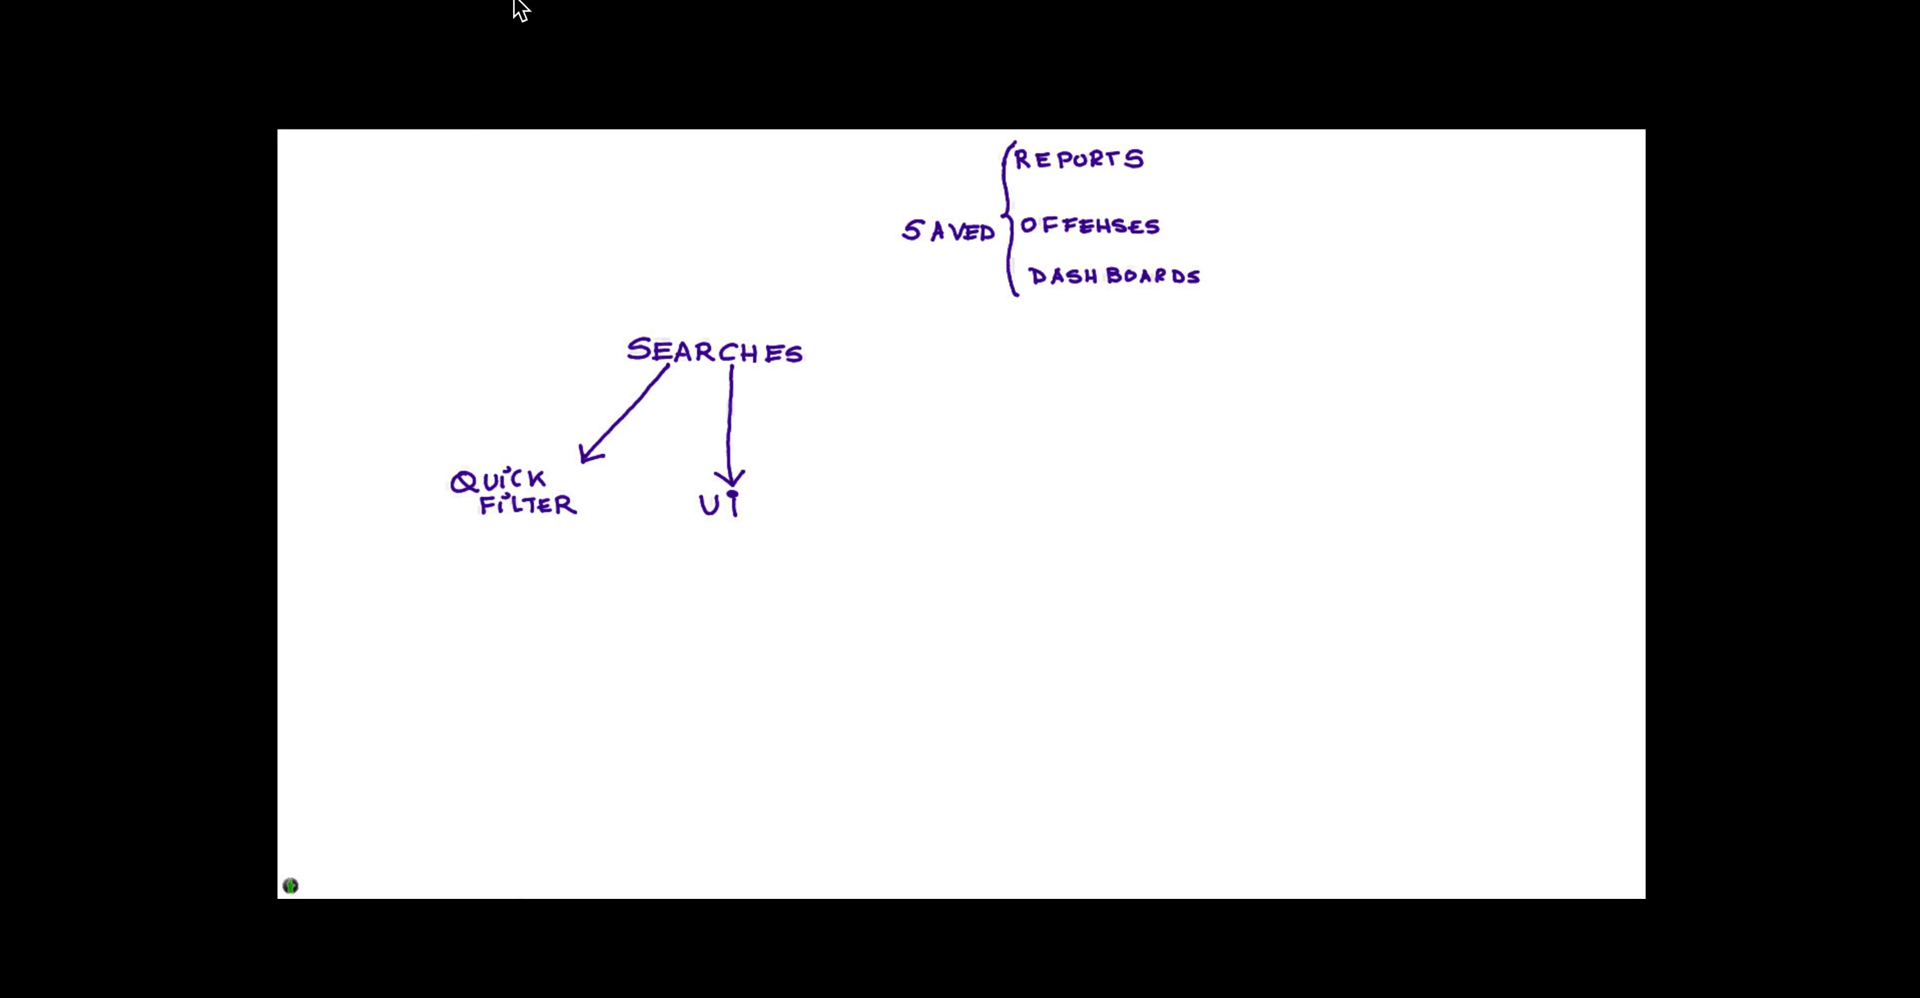 REPORTS
SAVED
OFFENSES
DASHBOARDS
SEARCHES
QUiCK
FiLTER
Ui